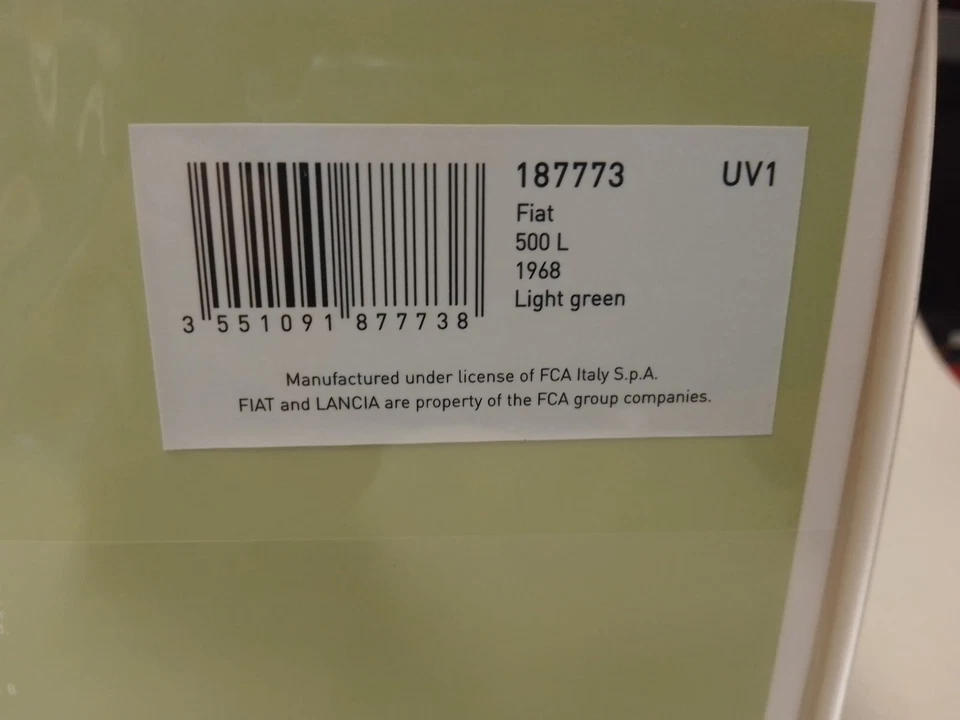 187773 UV1
Fiat
500 L
1968
Light green
3 551091 877738
Manufactured under license of FCA Italy S.p.A.
FIAT and LANCIA are property of the FCA group companies.